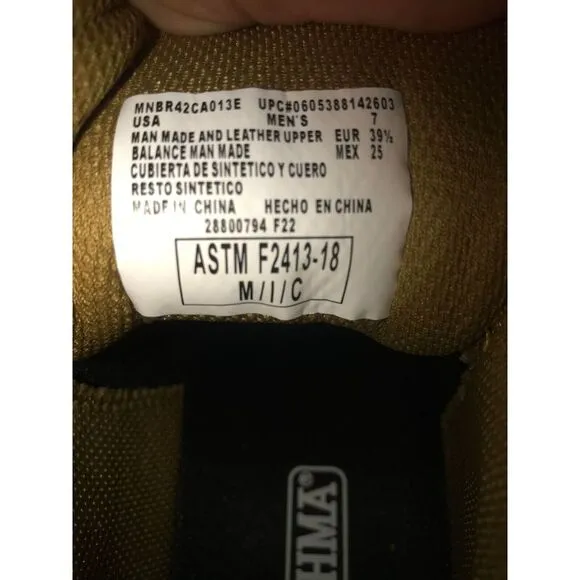 MNBR42CA013E UPC#0605388142603
USA MEN'S 7
MAN MADE AND LEATHER UPPER EUR 39½
BALANCE MAN MADE MEX 25
CUBIERTA DE SINTETICO Y CUERO
RESTO SINTETICO
MADE IN CHINA HECHO EN CHINA
28800794 F22
ASTM F2413-18
M/I/C
HMA®